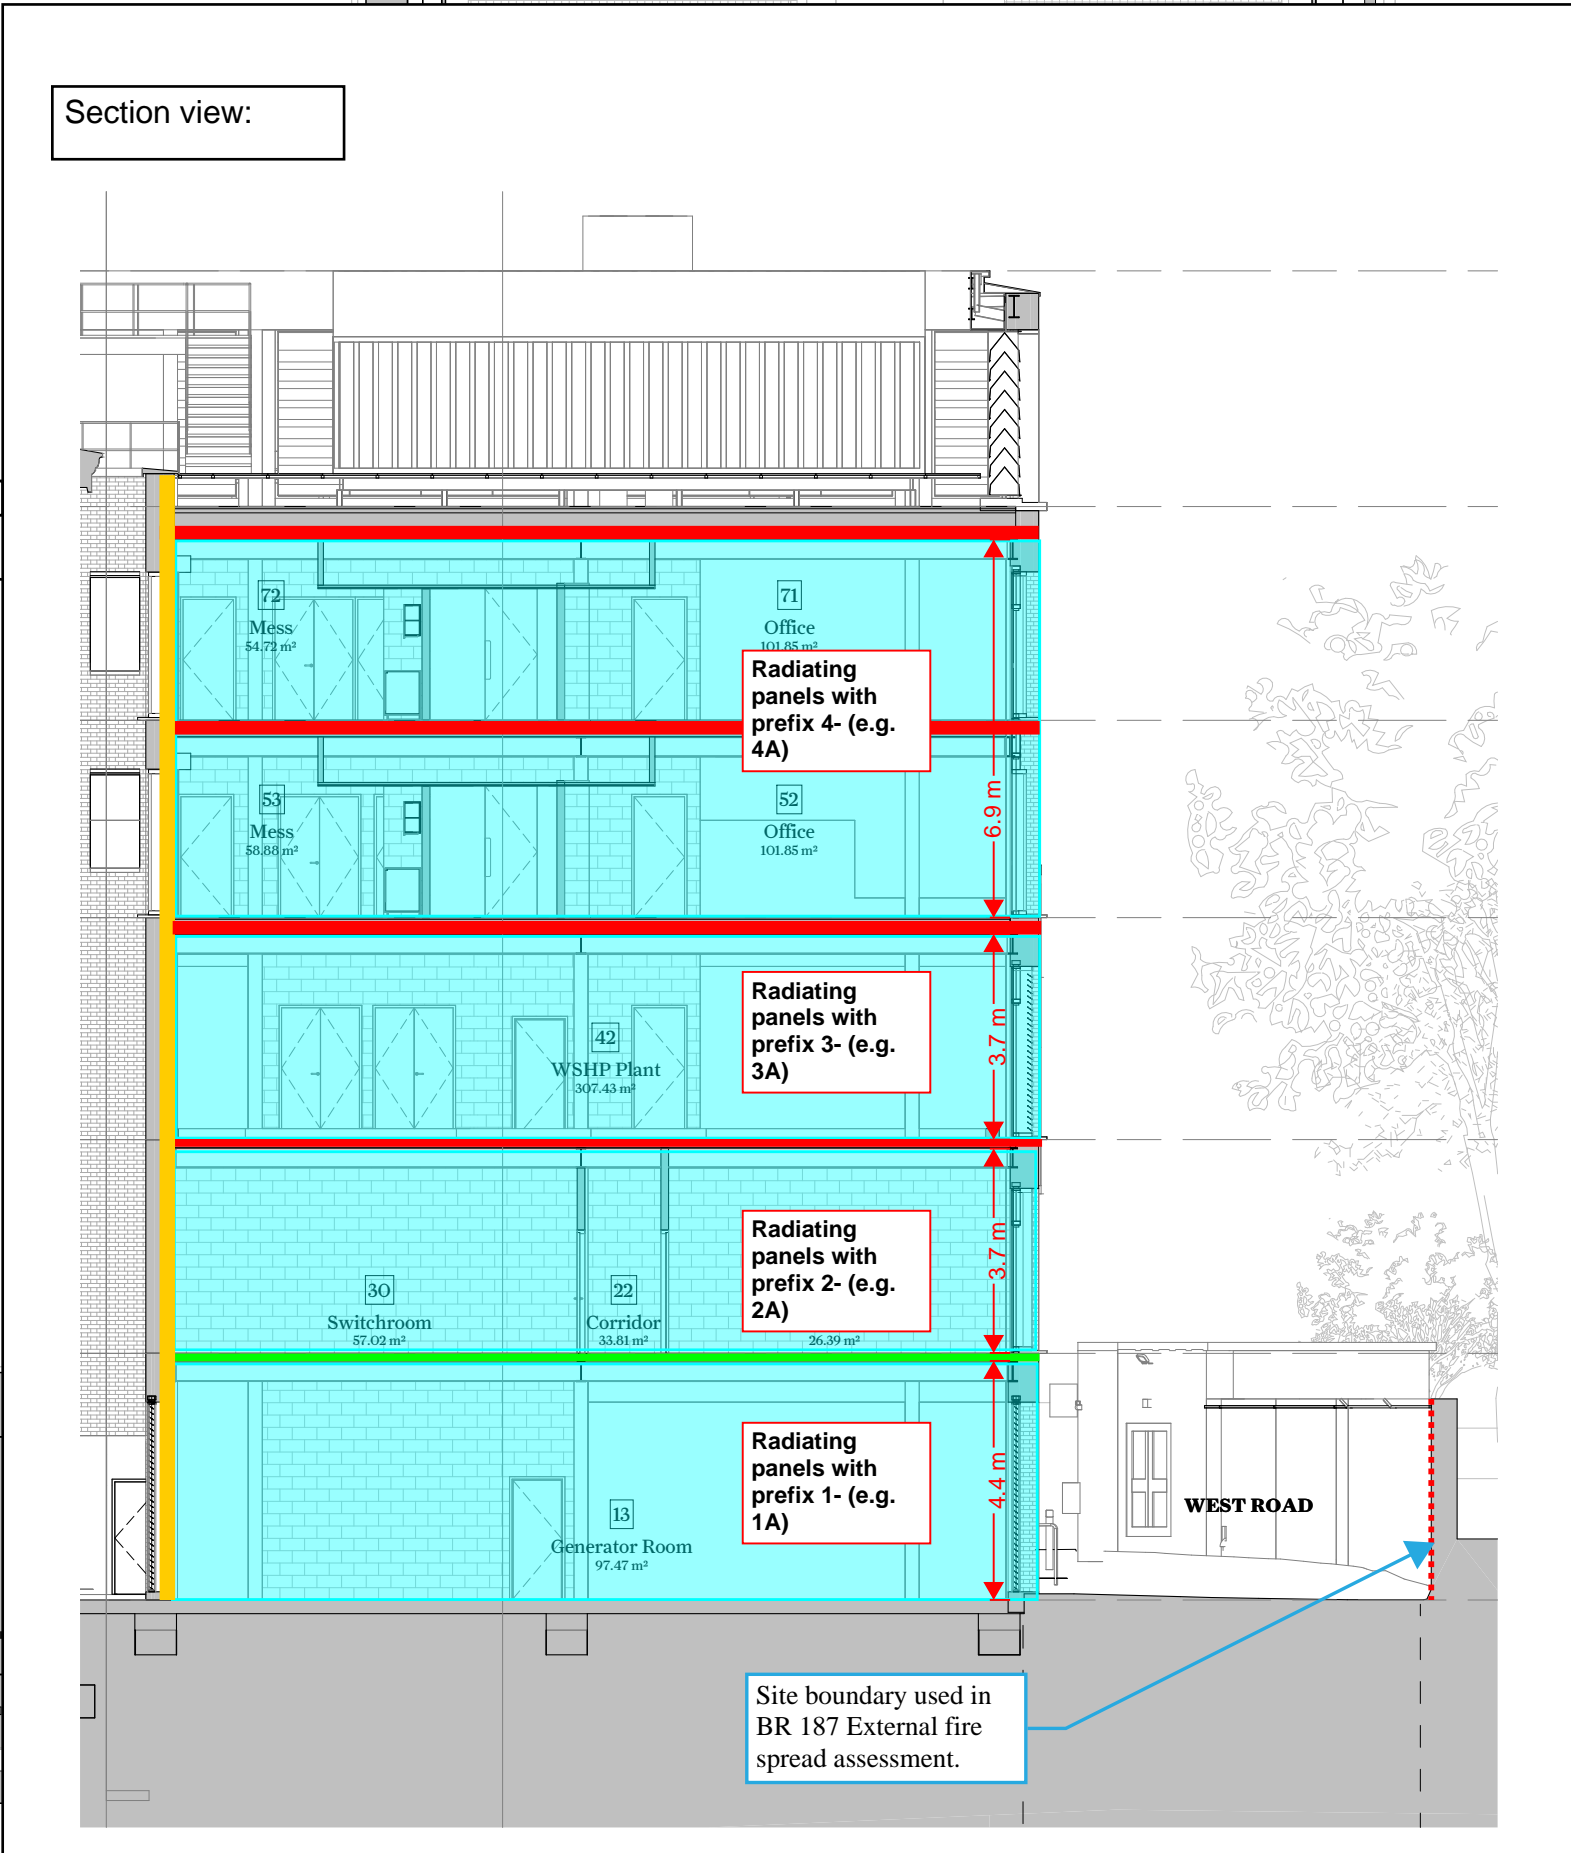 Section view:
72
Mess
54.72 m²
71
Office
101.85 m²
Radiating
panels with
prefix 4- (e.g.
4A)
53
Mess
58.88 m²
52
Office
101.85 m²
6.9 m
42
WSHP Plant
307.43 m²
Radiating
panels with
prefix 3- (e.g.
3A)
3.7 m
30
Switchroom
57.02 m²
22
Corridor
33.81 m²
26.39 m²
Radiating
panels with
prefix 2- (e.g.
2A)
3.7 m
13
Generator Room
97.47 m²
Radiating
panels with
prefix 1- (e.g.
1A)
4.4 m
WEST ROAD
Site boundary used in
BR 187 External fire
spread assessment.